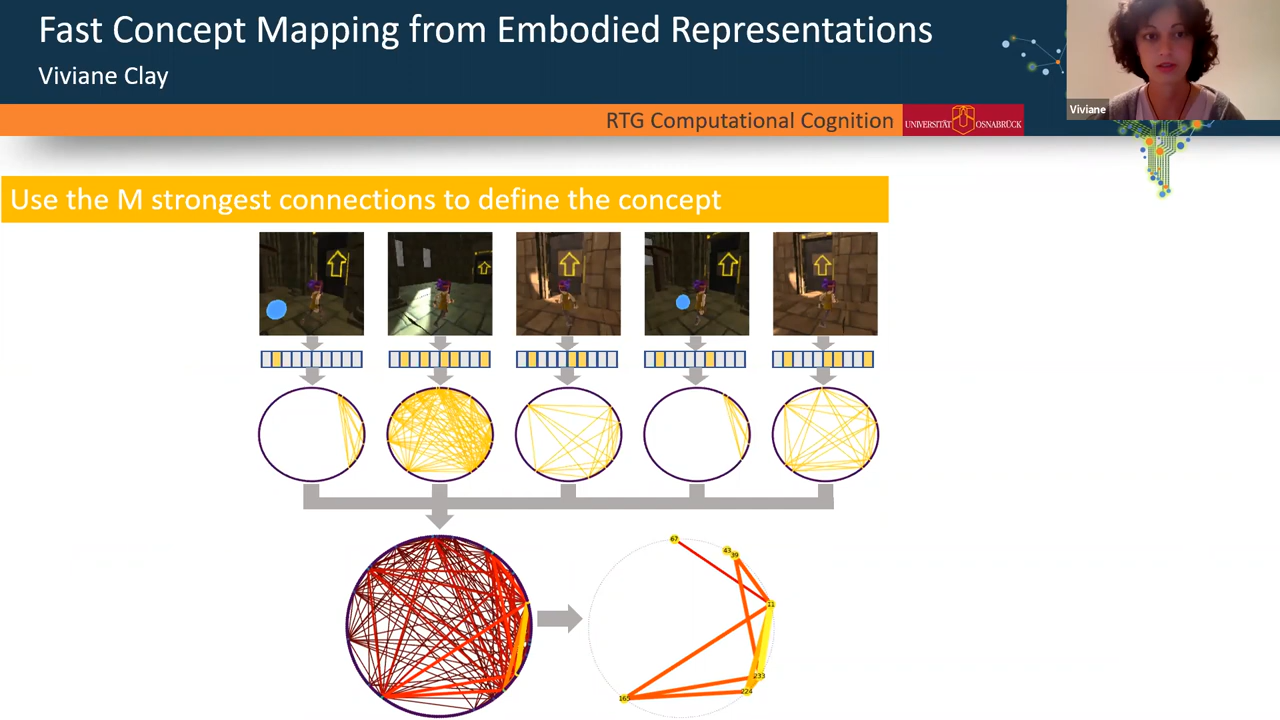 Fast Concept Mapping from Embodied Representations
Viviane Clay
Viviane
RTG Computational Cognition
UNIVERSITÄT OSNABRÜCK
Use the M strongest connections to define the concept
67
43
39
11
233
224
165